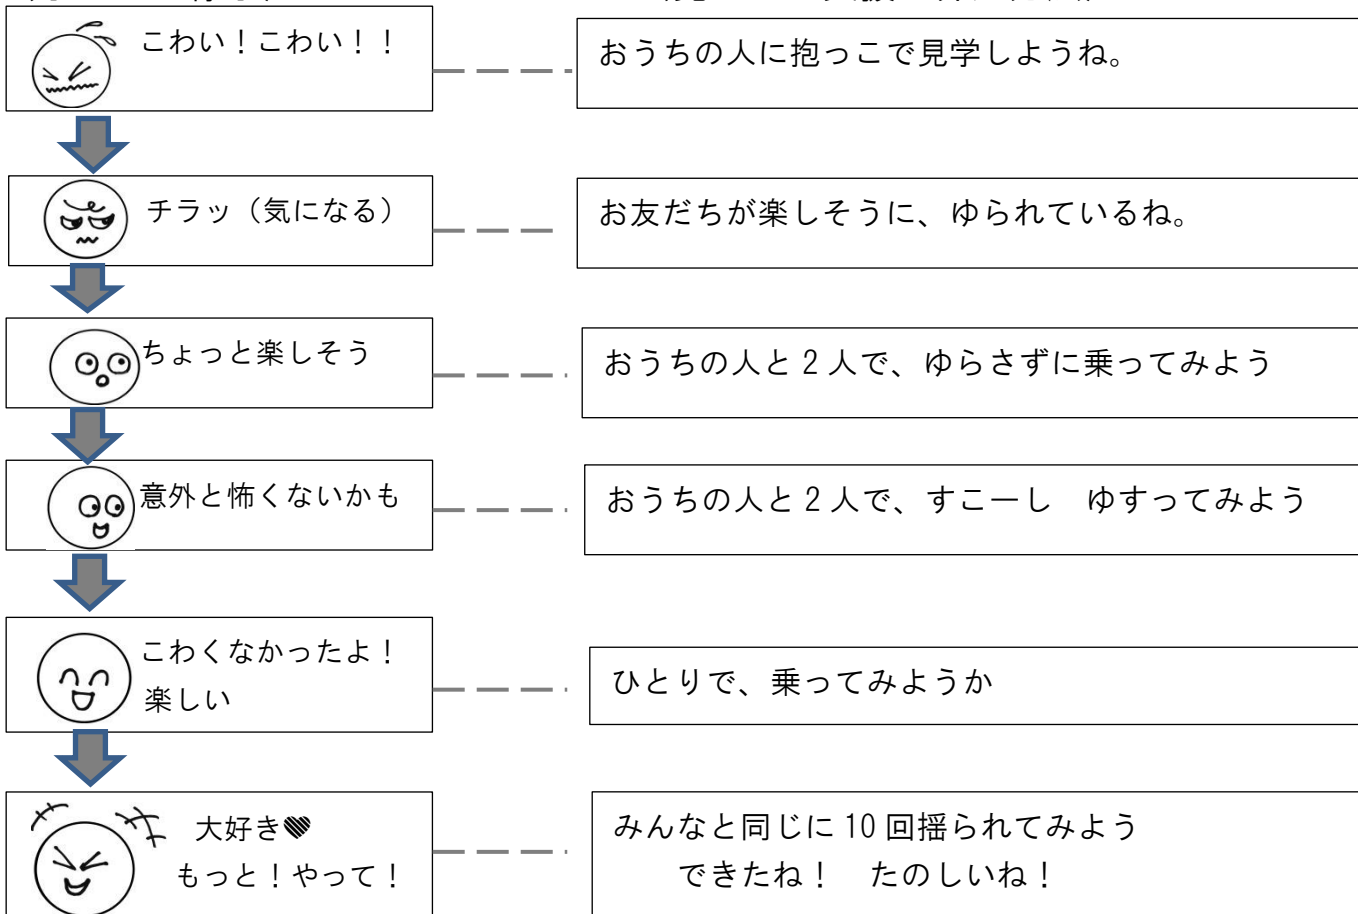 こわい！こわい！！
おうちの人に抱っこで見学しようね。
チラッ（気になる）
お友だちが楽しそうに、ゆられているね。
ちょっと楽しそう
おうちの人と２人で、ゆらさずに乗ってみよう
意外と怖くないかも
おうちの人と２人で、すこーし　ゆすってみよう
こわくなかったよ！
楽しい
ひとりで、乗ってみようか
大好き♥
もっと！やって！
みんなと同じに 10 回揺られてみよう
できたね！　たのしいね！